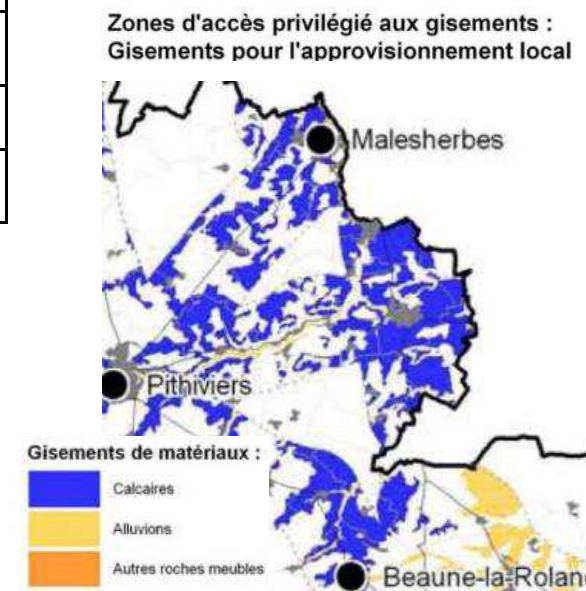 Zones d'accès privilégié aux gisements :
Gisements pour l'approvisionnement local
Malesherbes
Pithiviers
Gisements de matériaux :
Calcaires
Alluvions
Autres roches meubles
Beaune-la-Roland